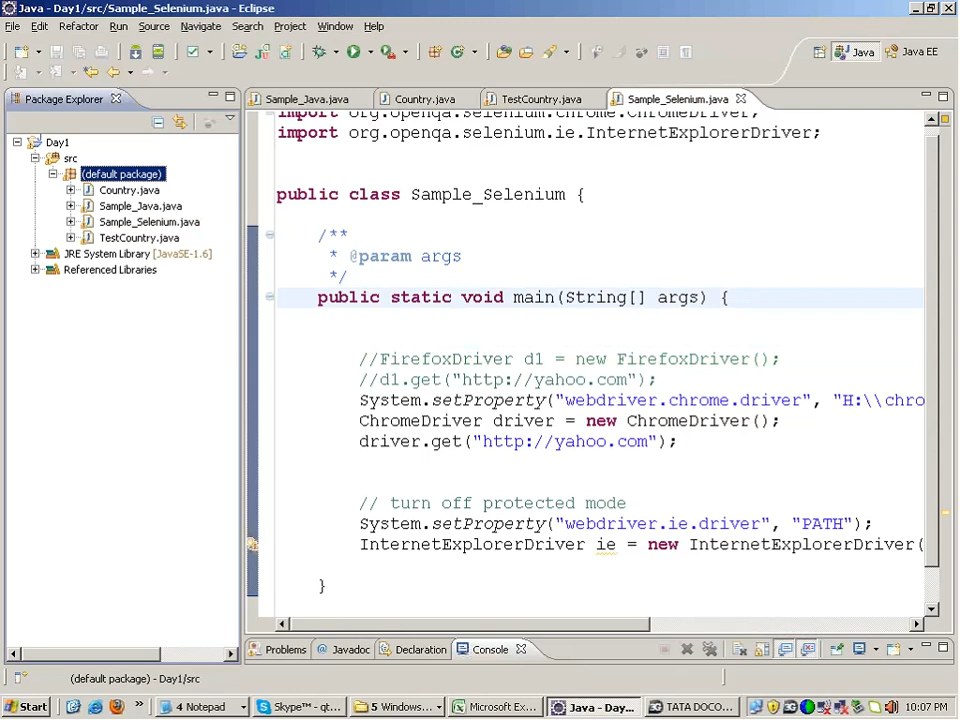 Java - Day1/src/Sample_Selenium.java - Eclipse
File Edit Refactor Run Source Navigate Search Project Window Help
Java Java EE
Package Explorer
Sample_Java.java Country.java TestCountry.java Sample_Selenium.java
Day1
src
(default package)
Country.java
Sample_Java.java
Sample_Selenium.java
TestCountry.java
JRE System Library [JavaSE-1.6]
Referenced Libraries
import org.openqa.selenium.chrome.ChromeDriver;
import org.openqa.selenium.ie.InternetExplorerDriver;
public class Sample_Selenium {
/**
* @param args
*/
public static void main(String[] args) {
//FirefoxDriver d1 = new FirefoxDriver();
//d1.get("http://yahoo.com");
System.setProperty("webdriver.chrome.driver", "H:\\chro
ChromeDriver driver = new ChromeDriver();
driver.get("http://yahoo.com");
// turn off protected mode
System.setProperty("webdriver.ie.driver", "PATH");
InternetExplorerDriver ie = new InternetExplorerDriver(
}
Problems @ Javadoc Declaration Console
(default package) - Day1/src
Start 4 Notepad Skype™ - qt... 5 Windows... Microsoft Ex... Java - Day... TATA DOCO... 10:07 PM